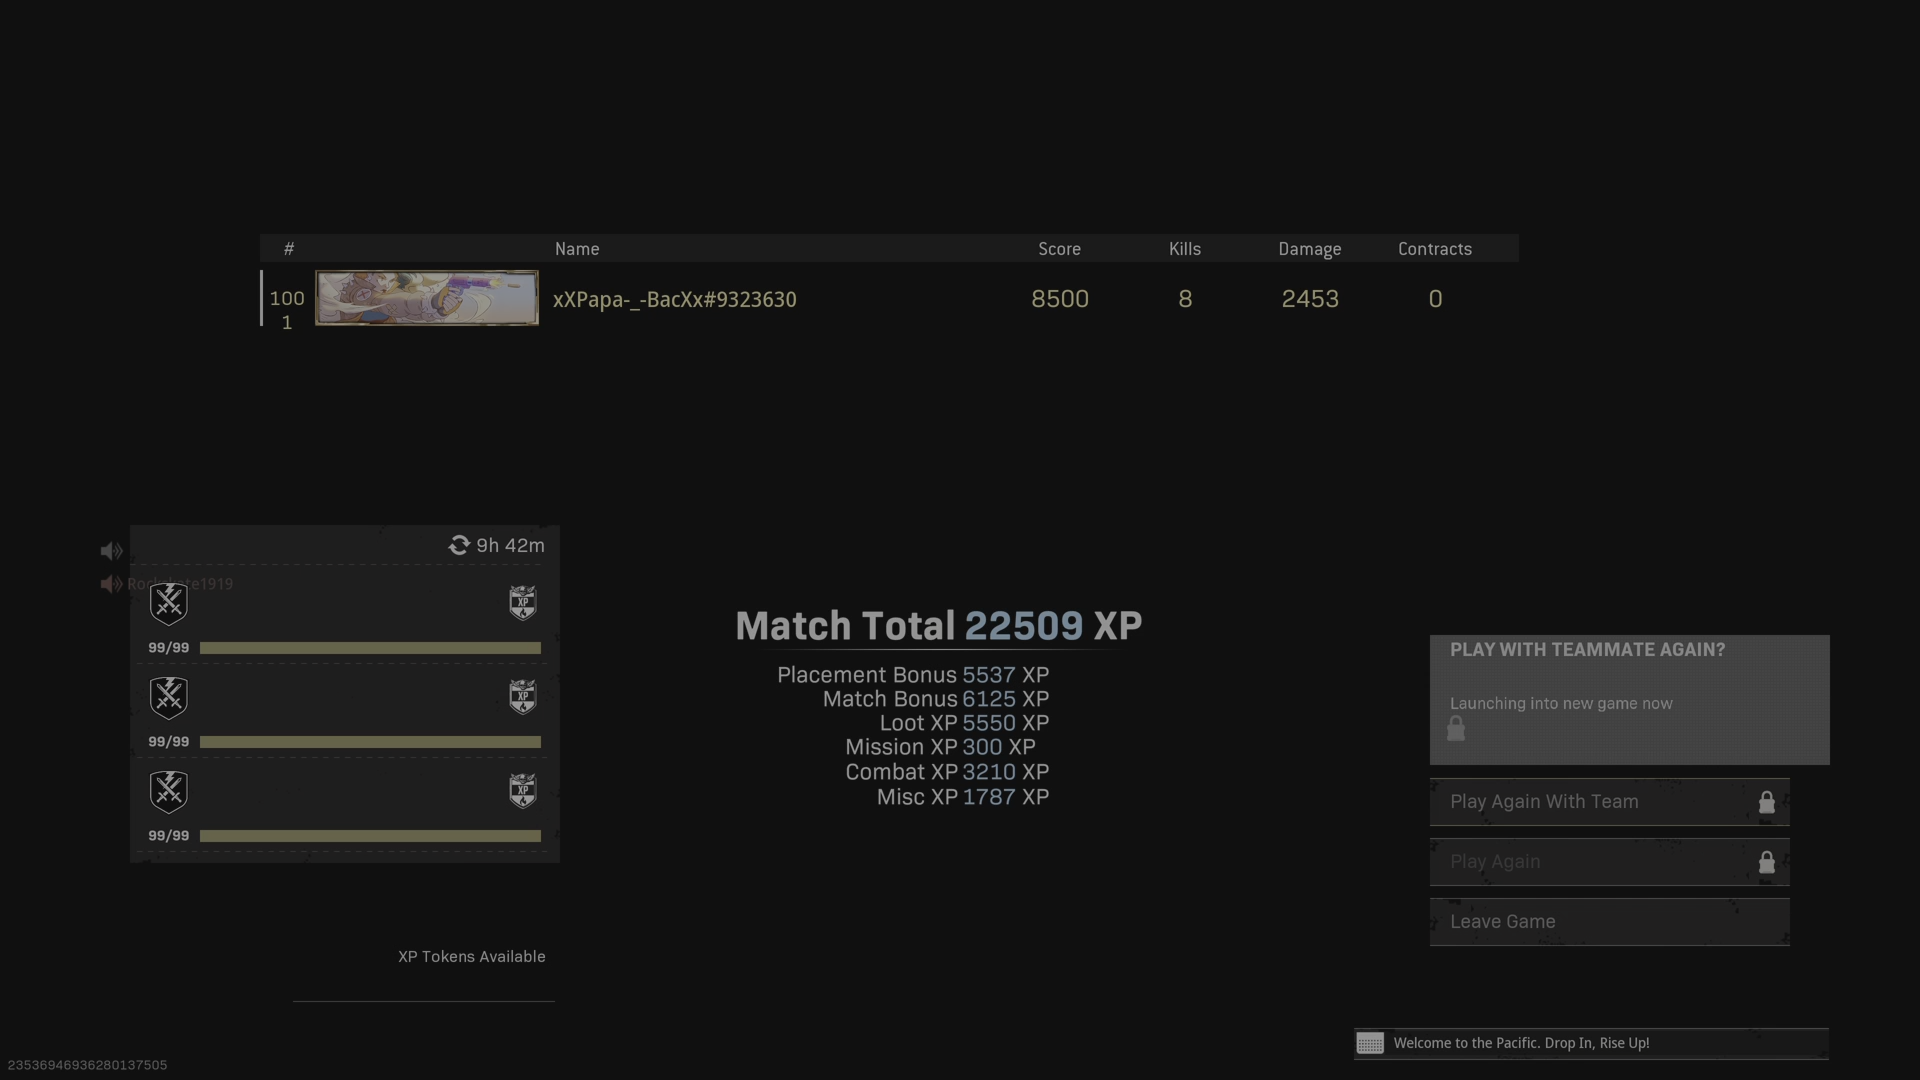 # Name Score Kills Damage Contracts
100
1
xXPapa-_-BacXx#9323630 8500 8 2453 0
9h 42m
99/99
99/99
99/99
XP Tokens Available
Match Total 22509 XP
Placement Bonus 5537 XP
Match Bonus 6125 XP
Loot XP 5550 XP
Mission XP 300 XP
Combat XP 3210 XP
Misc XP 1787 XP
PLAY WITH TEAMMATE AGAIN?
Launching into new game now
Play Again With Team
Play Again
Leave Game
Welcome to the Pacific. Drop In, Rise Up!
23536946936280137505